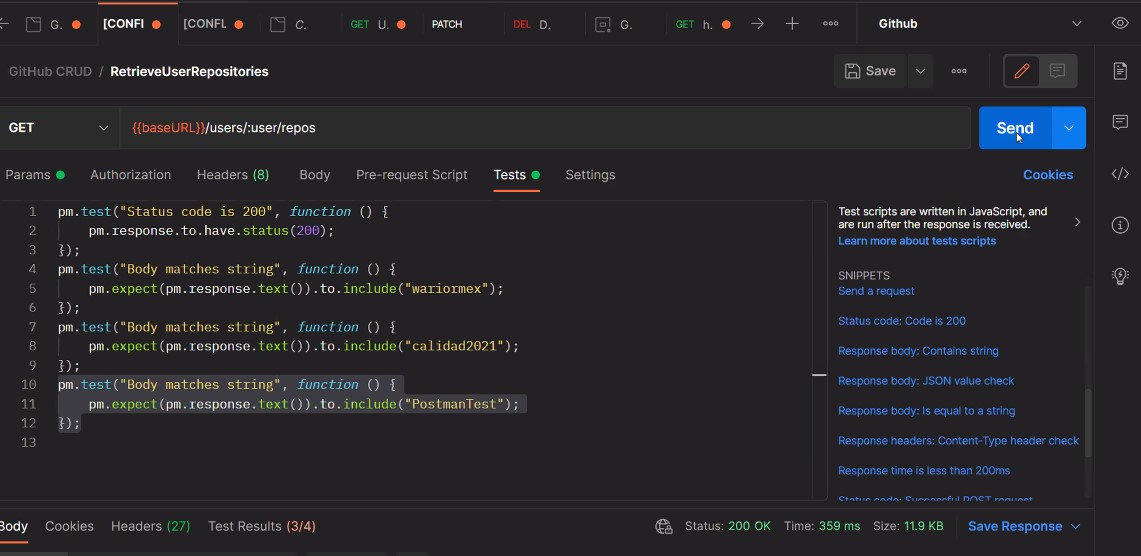 G. [CONFI [CONFL C. GET U. PATCH DEL D. G. GET h. Github
GitHub CRUD / RetrieveUserRepositories Save
GET {{baseURL}}/users/:user/repos Send
Params Authorization Headers (8) Body Pre-request Script Tests Settings Cookies
1 pm.test("Status code is 200", function () {
2 pm.response.to.have.status(200);
3 });
4 pm.test("Body matches string", function () {
5 pm.expect(pm.response.text()).to.include("wariormex");
6 });
7 pm.test("Body matches string", function () {
8 pm.expect(pm.response.text()).to.include("calidad2021");
9 });
10 pm.test("Body matches string", function () {
11 pm.expect(pm.response.text()).to.include("PostmanTest");
12 });
13
Test scripts are written in JavaScript, and
are run after the response is received.
Learn more about tests scripts
SNIPPETS
Send a request
Status code: Code is 200
Response body: Contains string
Response body: JSON value check
Response body: Is equal to a string
Response headers: Content-Type header check
Response time is less than 200ms
Status code: Successful POST request
Body Cookies Headers (27) Test Results (3/4) Status: 200 OK Time: 359 ms Size: 11.9 KB Save Response